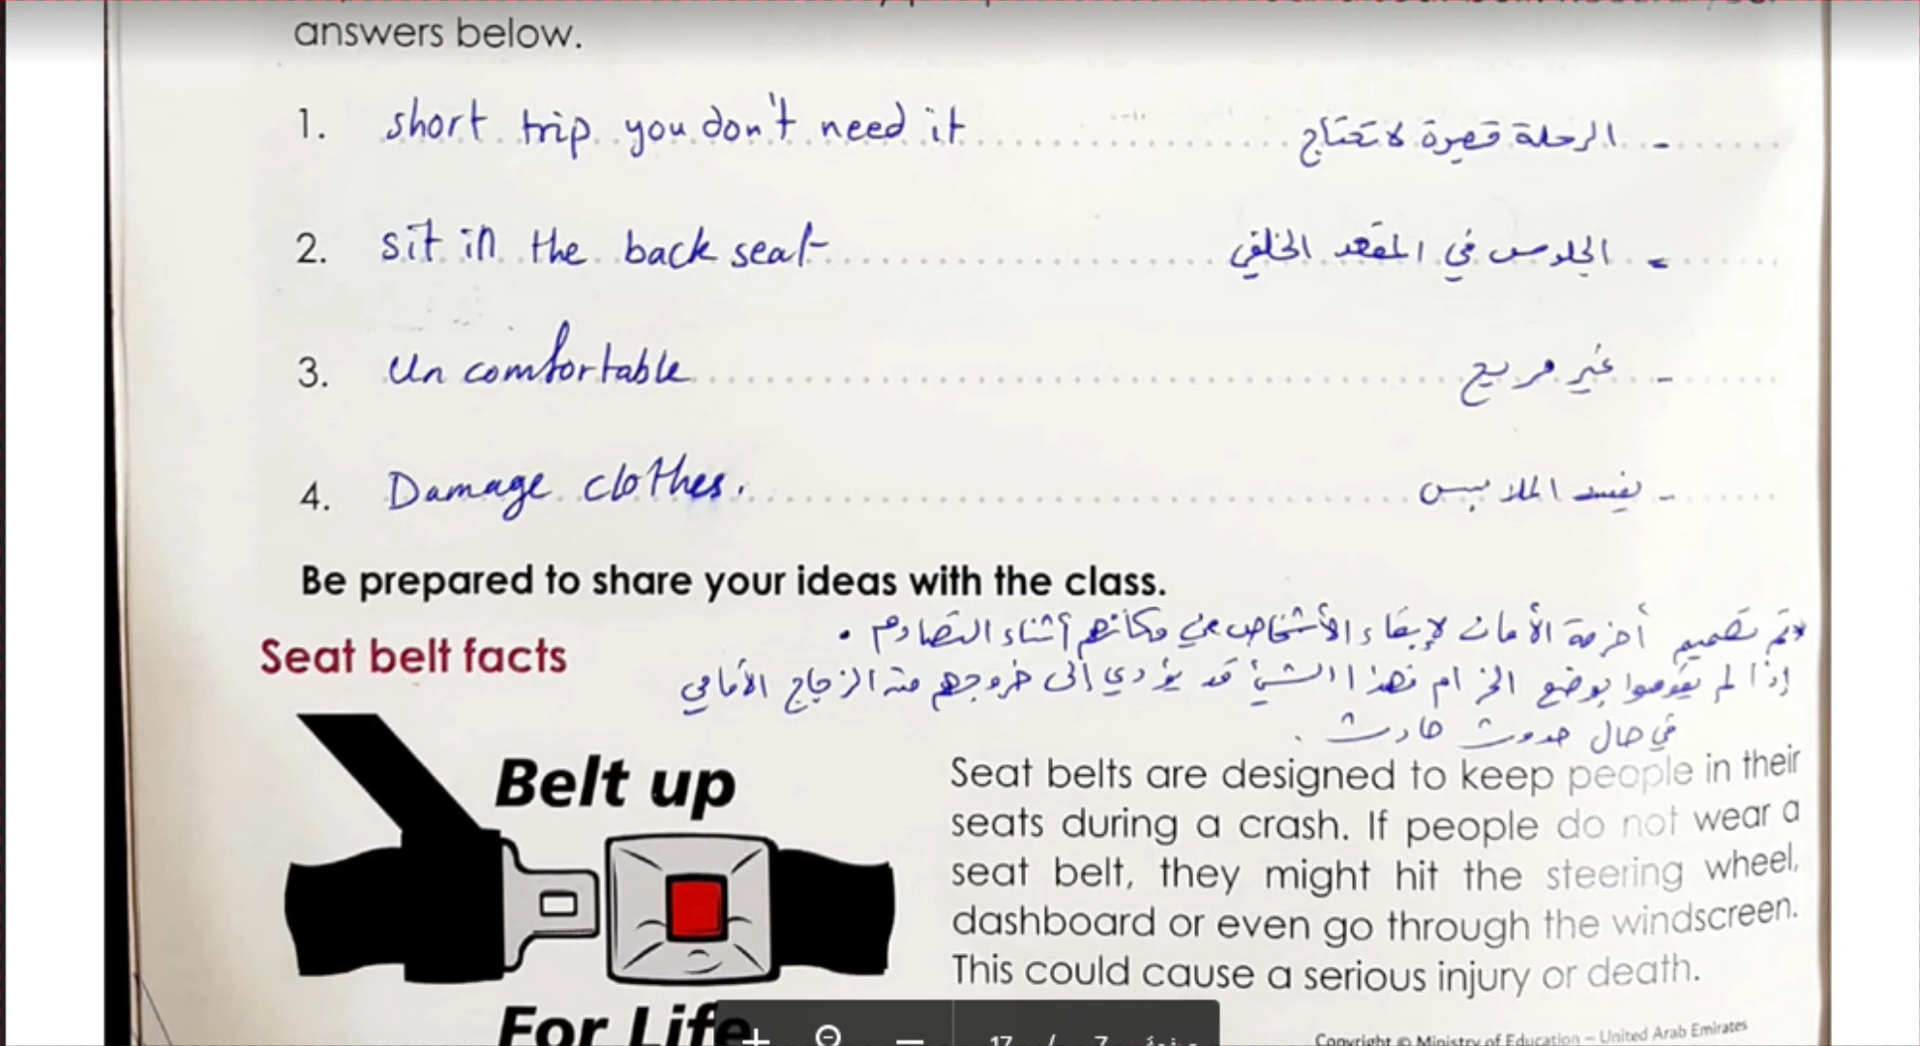 answers below.
1. short trip you don't need it - الرحلة قصيرة لا تحتاج
2. sit in the back seat - الجلوس في المقعد الخلفي
3. Un comfortable - غير مريح
4. Damage clothes. - يفسد الملابس
Be prepared to share your ideas with the class.
تم تصميم أحزمة الأمان لإبقاء الأشخاص في مكانهم أثناء التصادم.
Seat belt facts
إذا لم يقوموا بوضع الحزام فهذا الشيئ قد يؤدي الى خروجهم من الزجاج الأمامي
في حال حدوث حادث.
Belt up
For Life
Seat belts are designed to keep people in their
seats during a crash. If people do not wear a
seat belt, they might hit the steering wheel,
dashboard or even go through the windscreen.
This could cause a serious injury or death.
17 / 7
Copyright © Ministry of Education – United Arab Emirates